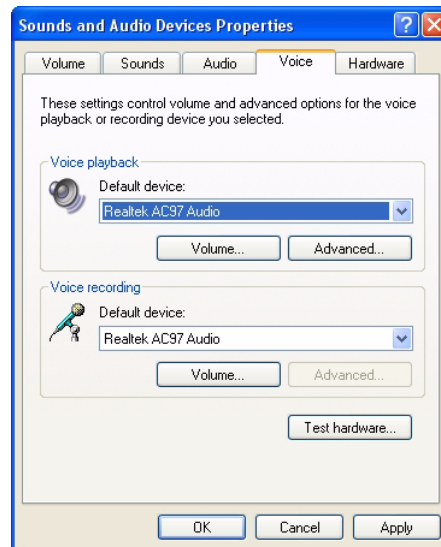 Sounds and Audio Devices Properties
Volume
Sounds
Audio
Voice
Hardware
These settings control volume and advanced options for the voice
playback or recording device you selected.
Voice playback
Default device:
Realtek AC97 Audio
Volume...
Advanced...
Voice recording
Default device:
Realtek AC97 Audio
Volume...
Advanced...
Test hardware...
OK
Cancel
Apply